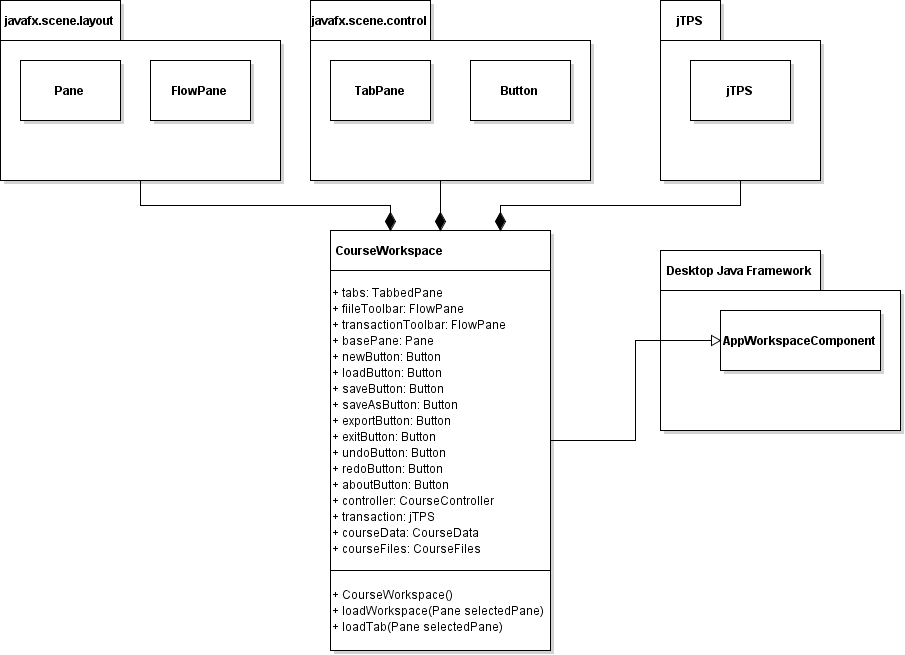 javafx.scene.layout
javafx.scene.control
jTPS
Pane
FlowPane
TabPane
Button
jTPS
CourseWorkspace
Desktop Java Framework
AppWorkspaceComponent
+ tabs: TabbedPane
+ fiileToolbar: FlowPane
+ transactionToolbar: FlowPane
+ basePane: Pane
+ newButton: Button
+ loadButton: Button
+ saveButton: Button
+ saveAsButton: Button
+ exportButton: Button
+ exitButton: Button
+ undoButton: Button
+ redoButton: Button
+ aboutButton: Button
+ controller: CourseController
+ transaction: jTPS
+ courseData: CourseData
+ courseFiles: CourseFiles
+ CourseWorkspace()
+ loadWorkspace(Pane selectedPane)
+ loadTab(Pane selectedPane)